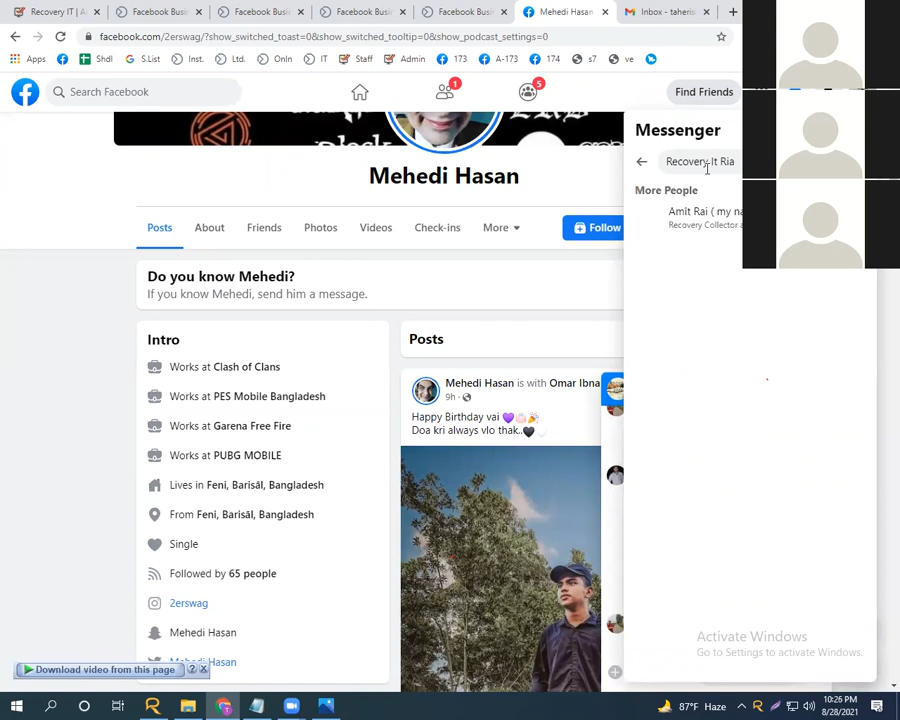 Recovery IT | A
Facebook Busi
Facebook Busi
Facebook Busi
Facebook Busi
Mehedi Hasan
Inbox - taheris
facebook.com/2erswag/?show_switched_toast=0&show_switched_tooltip=0&show_podcast_settings=0
Apps
Shdl
S.List
Inst.
Ltd.
OnIn
IT
Staff
Admin
173
A-173
174
s7
ve
Search Facebook
1
5
Find Friends
Messenger
Recovery It Ria
More People
Amit Rai ( my na
Recovery Collector a
Mehedi Hasan
Posts
About
Friends
Photos
Videos
Check-ins
More
Follow
Do you know Mehedi?
If you know Mehedi, send him a message.
Intro
Works at Clash of Clans
Works at PES Mobile Bangladesh
Works at Garena Free Fire
Works at PUBG MOBILE
Lives in Feni, Barisāl, Bangladesh
From Feni, Barisāl, Bangladesh
Single
Followed by 65 people
2erswag
Mehedi Hasan
Mehedi Hasan
Posts
Mehedi Hasan is with Omar Ibna
9h
Happy Birthday vai 💜🎂🎉
Doa kri always vlo thak..🖤🤍
Download video from this page
?
Activate Windows
Go to Settings to activate Windows.
87°F Haze
10:26 PM
8/28/2021